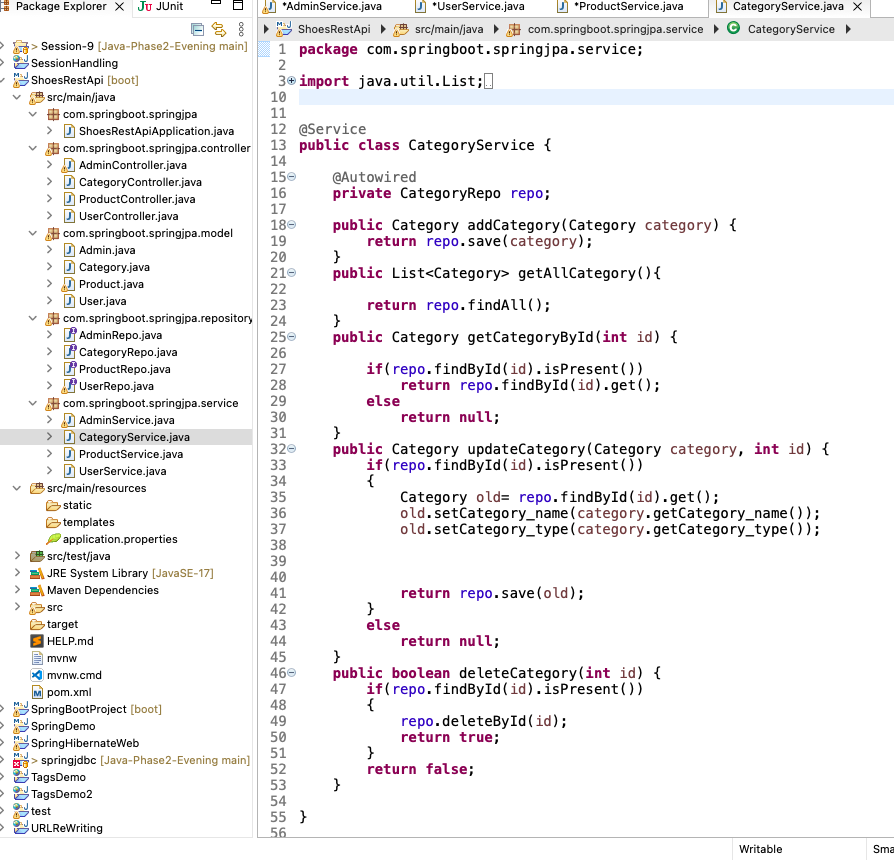 Package Explorer
JUnit
> Session-9 [Java-Phase2-Evening main]
SessionHandling
ShoesRestApi [boot]
src/main/java
com.springboot.springjpa
ShoesRestApiApplication.java
com.springboot.springjpa.controller
AdminController.java
CategoryController.java
ProductController.java
UserController.java
com.springboot.springjpa.model
Admin.java
Category.java
Product.java
User.java
com.springboot.springjpa.repository
AdminRepo.java
CategoryRepo.java
ProductRepo.java
UserRepo.java
com.springboot.springjpa.service
AdminService.java
CategoryService.java
ProductService.java
UserService.java
src/main/resources
static
templates
application.properties
src/test/java
JRE System Library [JavaSE-17]
Maven Dependencies
src
target
HELP.md
mvnw
mvnw.cmd
pom.xml
SpringBootProject [boot]
SpringDemo
SpringHibernateWeb
> springjdbc [Java-Phase2-Evening main]
TagsDemo
TagsDemo2
test
URLReWriting
*AdminService.java
*UserService.java
*ProductService.java
CategoryService.java
ShoesRestApi
src/main/java
com.springboot.springjpa.service
CategoryService
1 package com.springboot.springjpa.service;
2
3 import java.util.List;
10
11
12 @Service
13 public class CategoryService {
14
15 @Autowired
16 private CategoryRepo repo;
17
18 public Category addCategory(Category category) {
19 return repo.save(category);
20 }
21 public List<Category> getAllCategory(){
22
23 return repo.findAll();
24 }
25 public Category getCategoryById(int id) {
26
27 if(repo.findById(id).isPresent())
28 return repo.findById(id).get();
29 else
30 return null;
31 }
32 public Category updateCategory(Category category, int id) {
33 if(repo.findById(id).isPresent())
34 {
35 Category old= repo.findById(id).get();
36 old.setCategory_name(category.getCategory_name());
37 old.setCategory_type(category.getCategory_type());
38
39
40
41 return repo.save(old);
42 }
43 else
44 return null;
45 }
46 public boolean deleteCategory(int id) {
47 if(repo.findById(id).isPresent())
48 {
49 repo.deleteById(id);
50 return true;
51 }
52 return false;
53 }
54
55 }
56
Writable
Sma